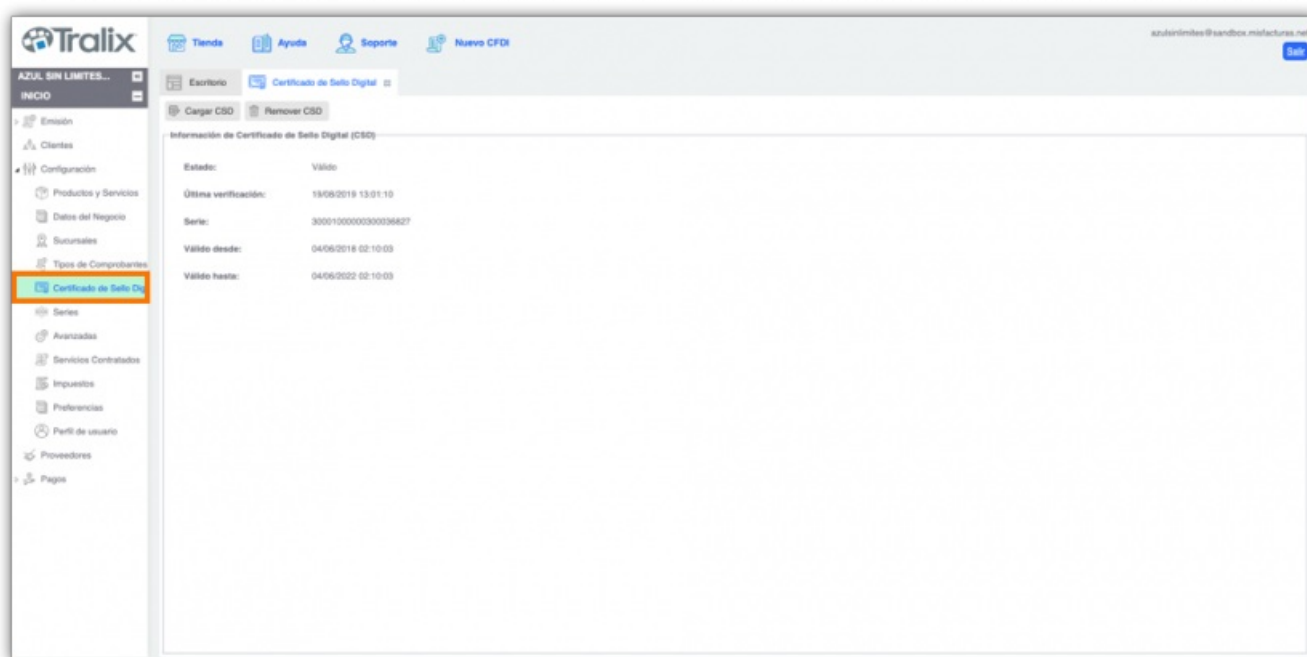 Tralix
Tienda
Ayuda
Soporte
Nuevo CFDI
azulsinlimites@sandbox.misfacturas.net
Salir
AZUL SIN LIMITES...
INICIO
Emisión
Clientes
Configuración
Productos y Servicios
Datos del Negocio
Sucursales
Tipos de Comprobantes
Certificado de Sello Dig
Series
Avanzadas
Servicios Contratados
Impuestos
Preferencias
Perfil de usuario
Proveedores
Pagos
Escritorio
Certificado de Sello Digital
Cargar CSD
Remover CSD
Información de Certificado de Sello Digital (CSD)
Estado: Válido
Última verificación: 19/06/2019 13:01:10
Serie: 30001000000300036827
Válido desde: 04/06/2018 02:10:03
Válido hasta: 04/06/2022 02:10:03